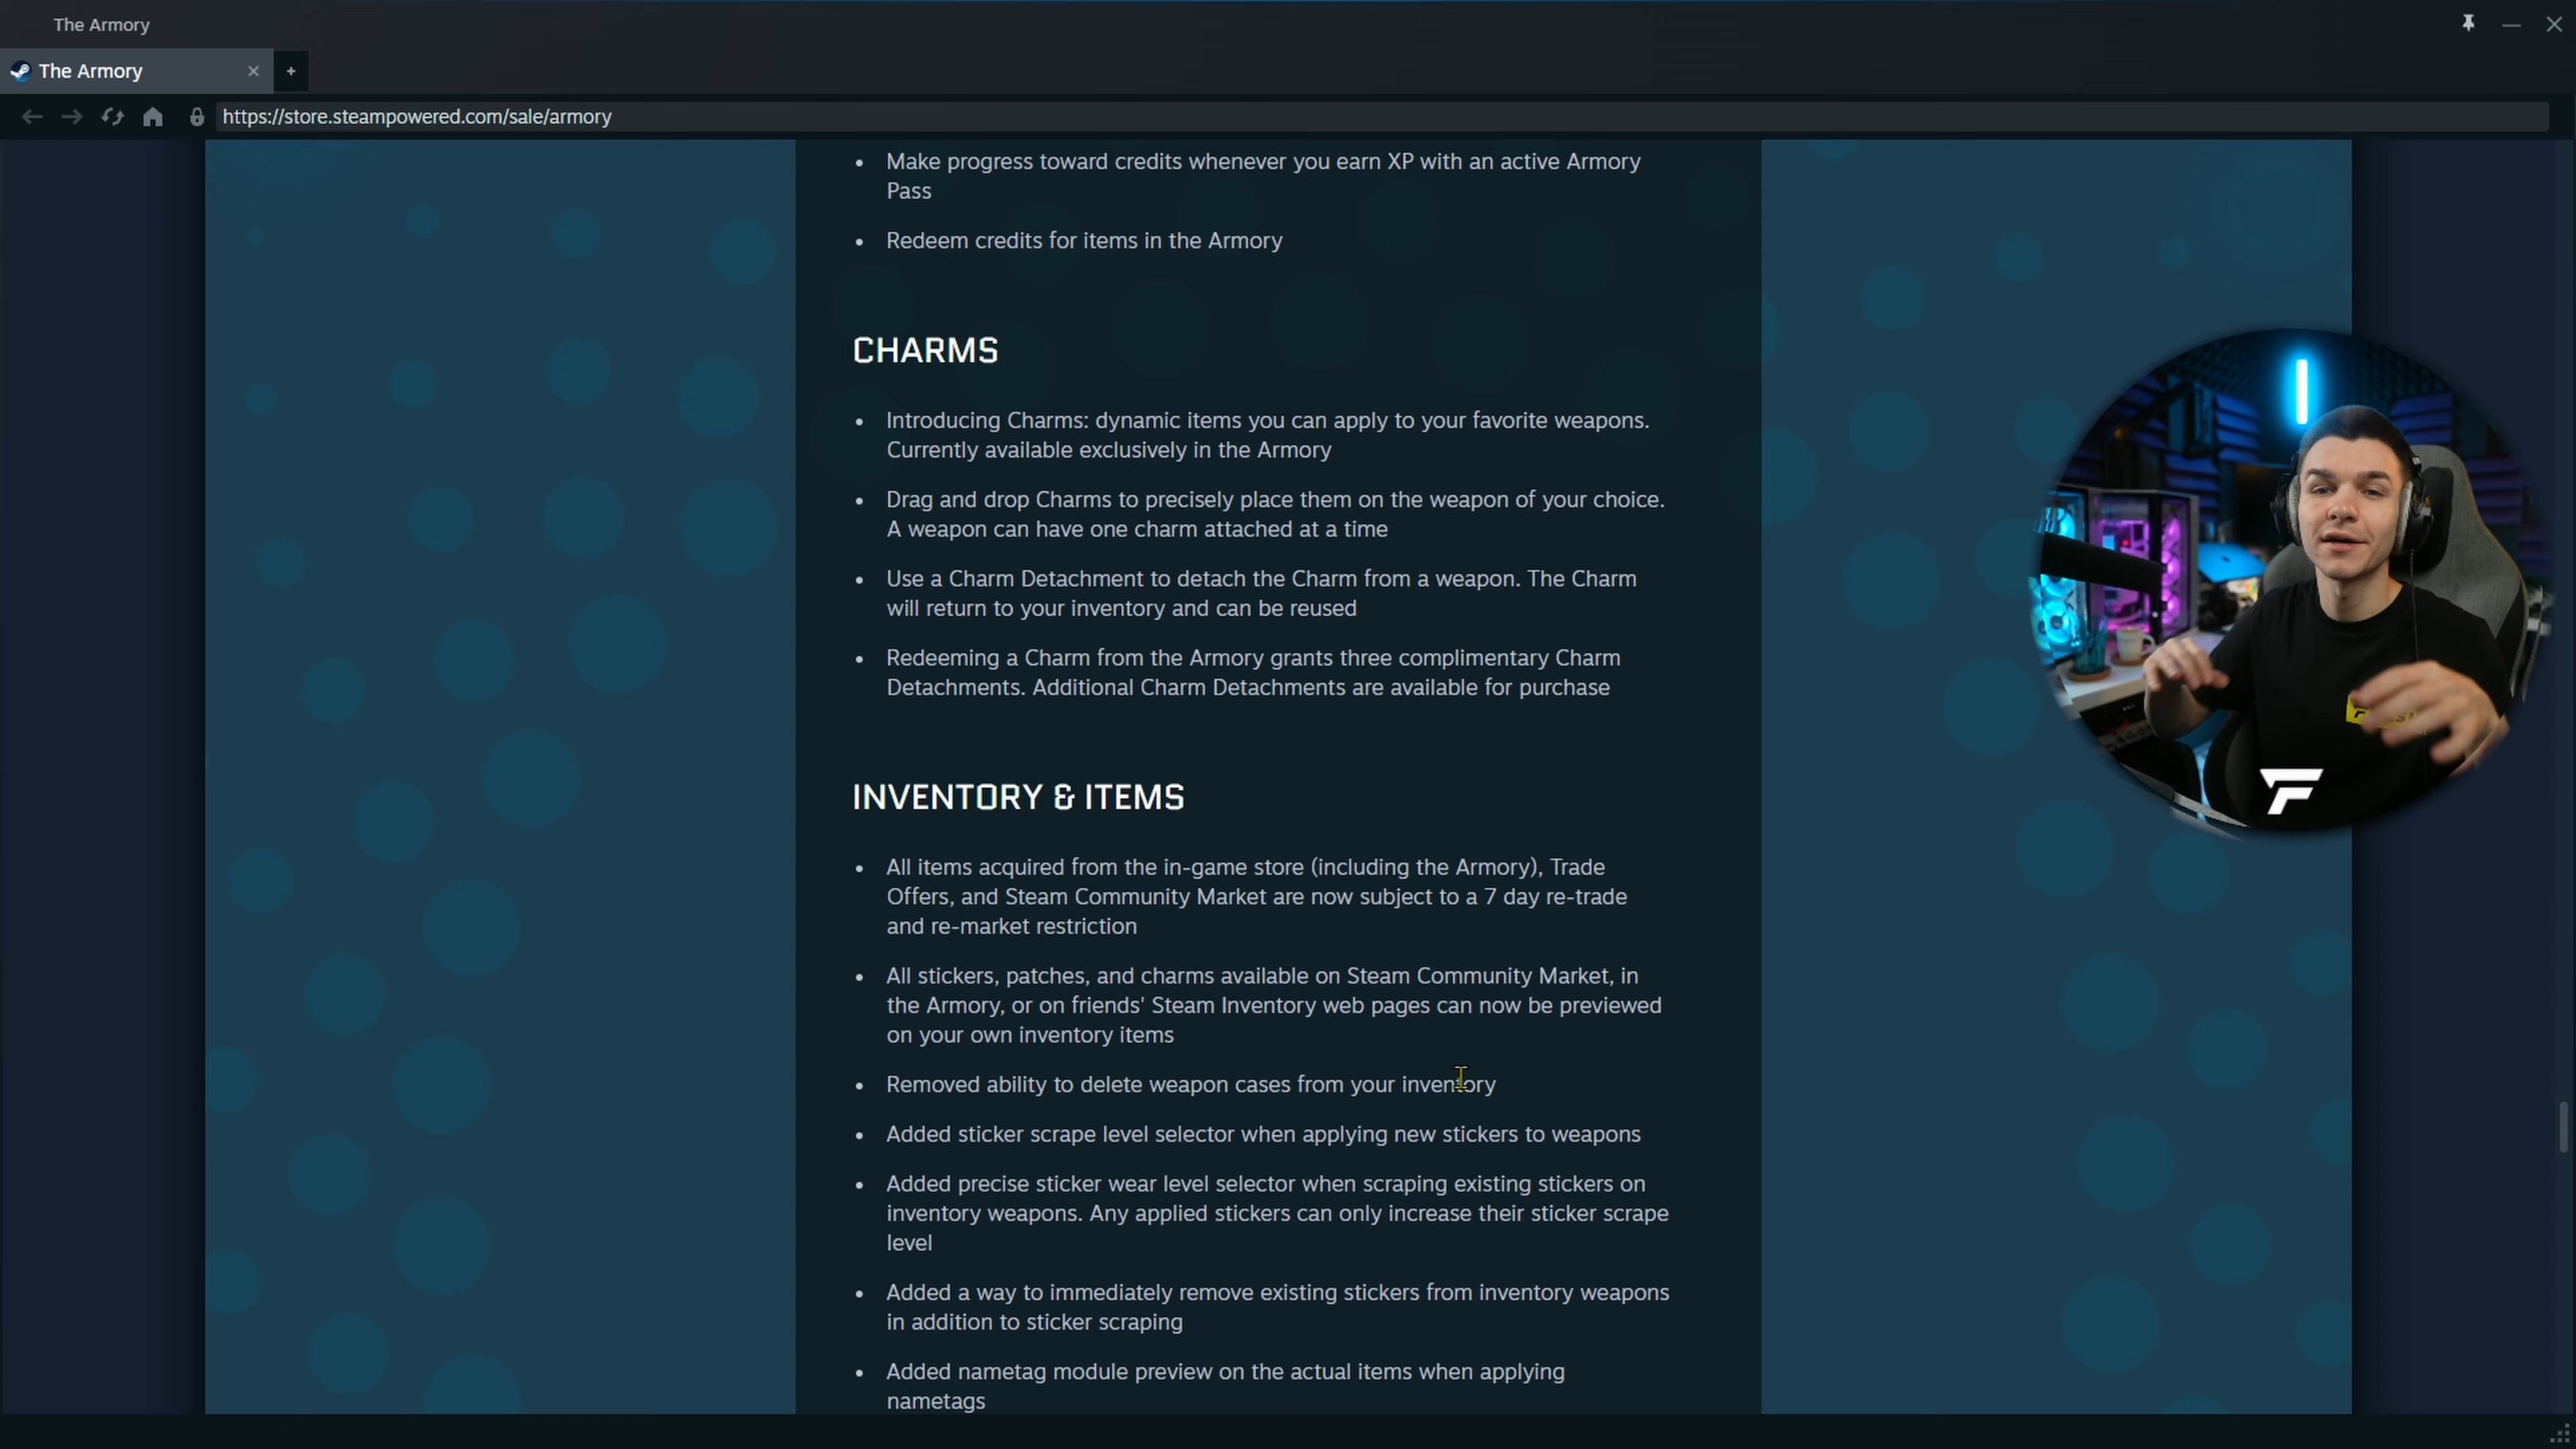 The Armory
The Armory
https://store.steampowered.com/sale/armory
• Make progress toward credits whenever you earn XP with an active Armory
Pass
• Redeem credits for items in the Armory
CHARMS
• Introducing Charms: dynamic items you can apply to your favorite weapons.
Currently available exclusively in the Armory
• Drag and drop Charms to precisely place them on the weapon of your choice.
A weapon can have one charm attached at a time
• Use a Charm Detachment to detach the Charm from a weapon. The Charm
will return to your inventory and can be reused
• Redeeming a Charm from the Armory grants three complimentary Charm
Detachments. Additional Charm Detachments are available for purchase
INVENTORY & ITEMS
• All items acquired from the in-game store (including the Armory), Trade
Offers, and Steam Community Market are now subject to a 7 day re-trade
and re-market restriction
• All stickers, patches, and charms available on Steam Community Market, in
the Armory, or on friends' Steam Inventory web pages can now be previewed
on your own inventory items
• Removed ability to delete weapon cases from your inventory
• Added sticker scrape level selector when applying new stickers to weapons
• Added precise sticker wear level selector when scraping existing stickers on
inventory weapons. Any applied stickers can only increase their sticker scrape
level
• Added a way to immediately remove existing stickers from inventory weapons
in addition to sticker scraping
• Added nametag module preview on the actual items when applying
nametags